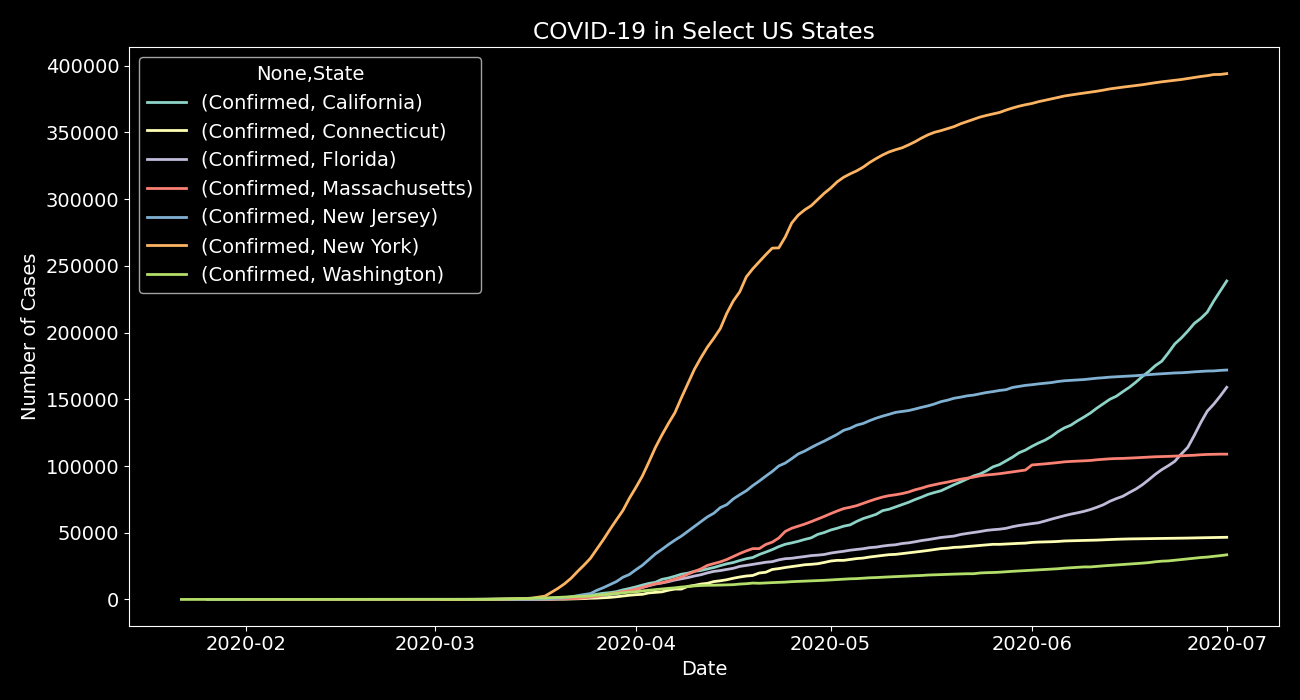 COVID-19 in Select US States
None,State
(Confirmed, California)
(Confirmed, Connecticut)
(Confirmed, Florida)
(Confirmed, Massachusetts)
(Confirmed, New Jersey)
(Confirmed, New York)
(Confirmed, Washington)
Number of Cases
400000
350000
300000
250000
200000
150000
100000
50000
0
2020-02 2020-03 2020-04 2020-05 2020-06 2020-07
Date